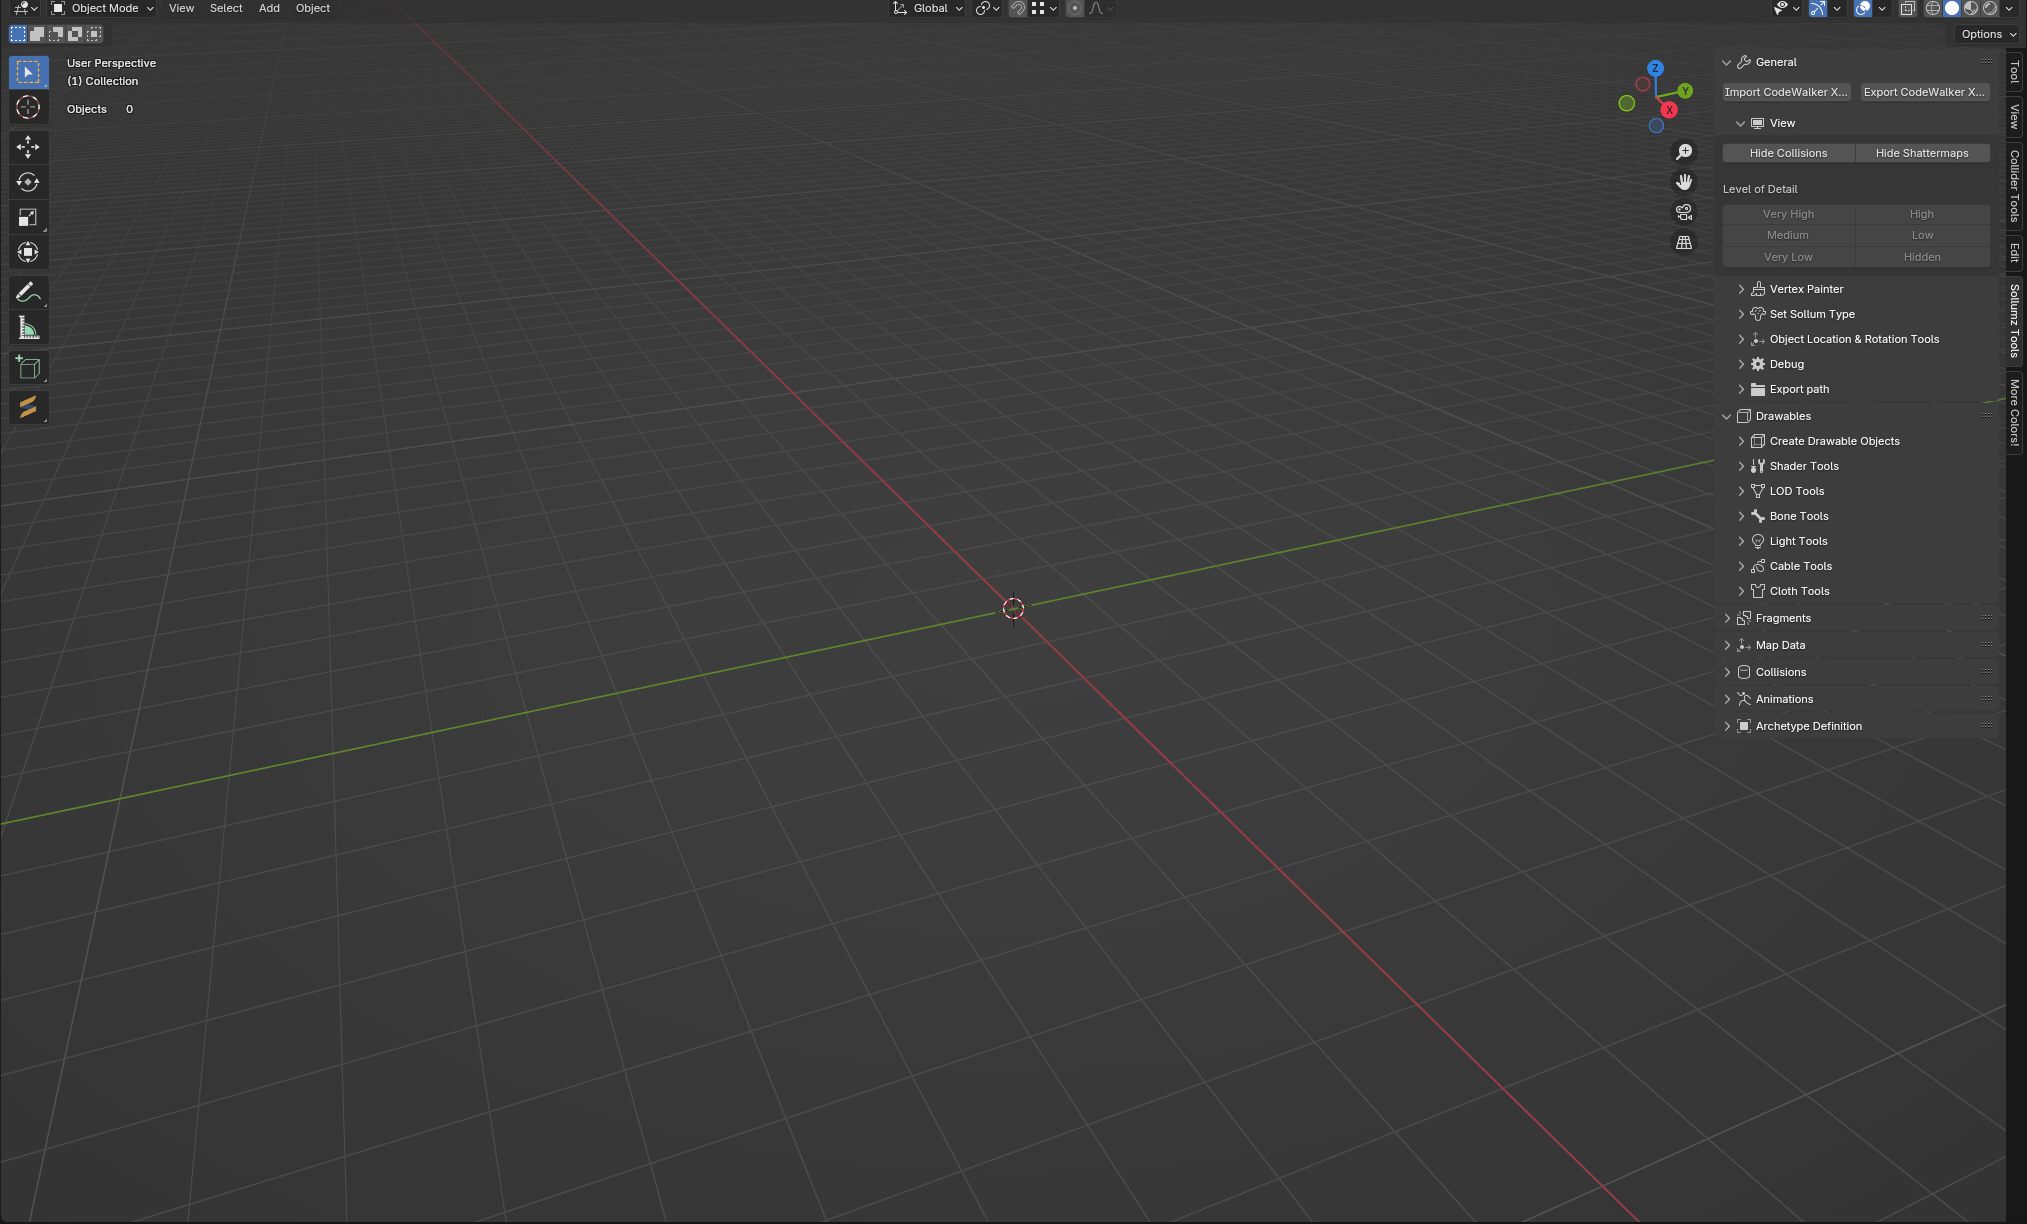 Object Mode View Select Add Object Global
Options
User Perspective
(1) Collection
Objects 0
Z
Y
X
General
Import CodeWalker X... Export CodeWalker X...
View
Hide Collisions Hide Shattermaps
Level of Detail
Very High High
Medium Low
Very Low Hidden
Vertex Painter
Set Sollum Type
Object Location & Rotation Tools
Debug
Export path
Drawables
Create Drawable Objects
Shader Tools
LOD Tools
Bone Tools
Light Tools
Cable Tools
Cloth Tools
Fragments
Map Data
Collisions
Animations
Archetype Definition
Tool
View
Collider Tools
Edit
Sollumz Tools
More Colors!